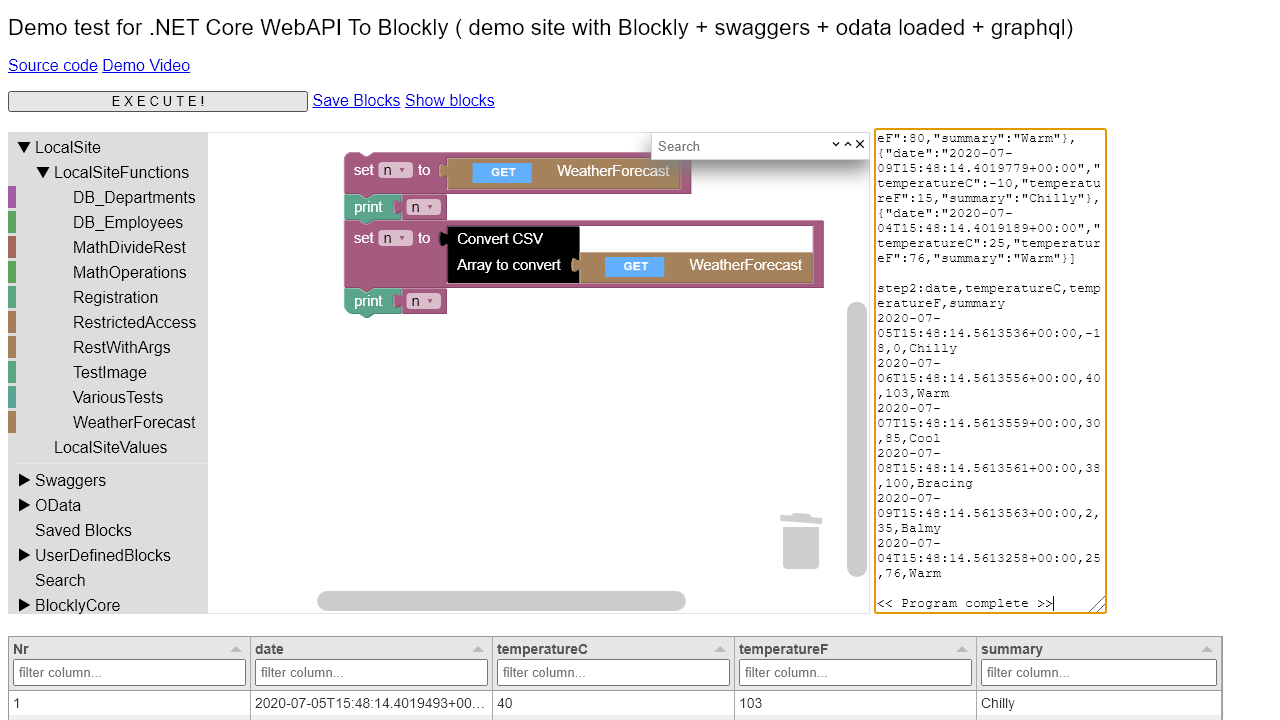 Demo test for .NET Core WebAPI To Blockly ( demo site with Blockly + swaggers + odata loaded + graphql)
Source code Demo Video
E X E C U T E ! Save Blocks Show blocks
LocalSite
LocalSiteFunctions
DB_Departments
DB_Employees
MathDivideRest
MathOperations
Registration
RestrictedAccess
RestWithArgs
TestImage
VariousTests
WeatherForecast
LocalSiteValues
Swaggers
OData
Saved Blocks
UserDefinedBlocks
Search
BlocklyCore
Search
set n to GET WeatherForecast
print n
set n to Convert CSV
Array to convert GET WeatherForecast
print n
eF":80,"summary":"Warm"},
{"date":"2020-07-
09T15:48:14.4019779+00:00","
temperatureC":-10,"temperatu
reF":15,"summary":"Chilly"},
{"date":"2020-07-
04T15:48:14.4019189+00:00","
temperatureC":25,"temperatur
eF":76,"summary":"Warm"}]
step2:date,temperatureC,temp
eratureF,summary
2020-07-
05T15:48:14.5613536+00:00,-1
8,0,Chilly
2020-07-
06T15:48:14.5613556+00:00,40
,103,Warm
2020-07-
07T15:48:14.5613559+00:00,30
,85,Cool
2020-07-
08T15:48:14.5613561+00:00,38
,100,Bracing
2020-07-
09T15:48:14.5613563+00:00,2,
35,Balmy
2020-07-
04T15:48:14.5613258+00:00,25
,76,Warm
<< Program complete >>
Nr date temperatureC temperatureF summary
filter column... filter column... filter column... filter column... filter column...
1 2020-07-05T15:48:14.4019493+00... 40 103 Chilly